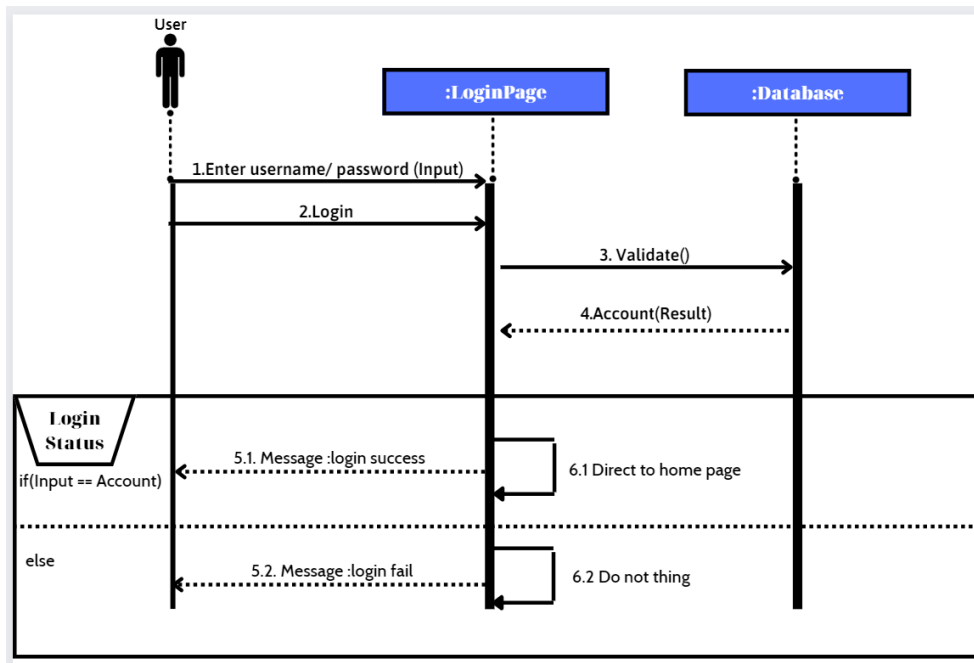 User
:LoginPage
:Database
1.Enter username/ password (Input)
2.Login
3. Validate()
4.Account(Result)
Login
Status
5.1. Message :login success
6.1 Direct to home page
if(Input == Account)
else
5.2. Message :login fail
6.2 Do not thing